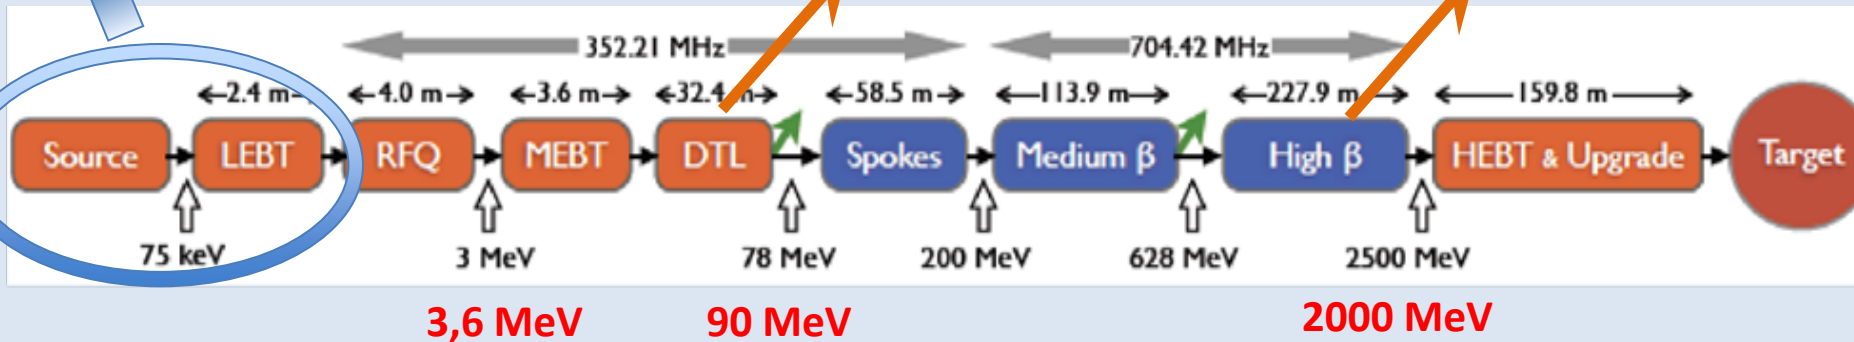 352.21 MHz 704.42 MHz
2.4 m 4.0 m 3.6 m 32.4 m 58.5 m 113.9 m 227.9 m 159.8 m
Source LEBT RFQ MEBT DTL Spokes Medium β High β HEBT & Upgrade Target
75 keV 3 MeV 78 MeV 200 MeV 628 MeV 2500 MeV
3,6 MeV 90 MeV 2000 MeV